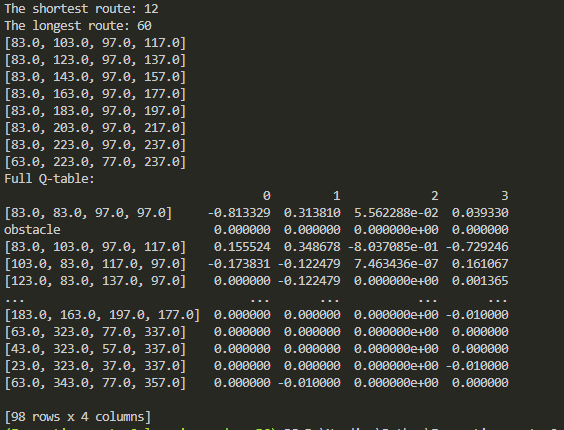 The shortest route: 12
The longest route: 60
[83.0, 103.0, 97.0, 117.0]
[83.0, 123.0, 97.0, 137.0]
[83.0, 143.0, 97.0, 157.0]
[83.0, 163.0, 97.0, 177.0]
[83.0, 183.0, 97.0, 197.0]
[83.0, 203.0, 97.0, 217.0]
[83.0, 223.0, 97.0, 237.0]
[63.0, 223.0, 77.0, 237.0]
Full Q-table:
0 1 2 3
[83.0, 83.0, 97.0, 97.0] -0.813329 0.313810 5.562288e-02 0.039330
obstacle 0.000000 0.000000 0.000000e+00 0.000000
[83.0, 103.0, 97.0, 117.0] 0.155524 0.348678 -8.037085e-01 -0.729246
[103.0, 83.0, 117.0, 97.0] -0.173831 -0.122479 7.463436e-07 0.161067
[123.0, 83.0, 137.0, 97.0] 0.000000 -0.122479 0.000000e+00 0.001365
... ... ... ... ...
[183.0, 163.0, 197.0, 177.0] 0.000000 0.000000 0.000000e+00 -0.010000
[63.0, 323.0, 77.0, 337.0] 0.000000 0.000000 0.000000e+00 0.000000
[43.0, 323.0, 57.0, 337.0] 0.000000 0.000000 0.000000e+00 0.000000
[23.0, 323.0, 37.0, 337.0] 0.000000 0.000000 0.000000e+00 -0.010000
[63.0, 343.0, 77.0, 357.0] 0.000000 -0.010000 0.000000e+00 0.000000
[98 rows x 4 columns]